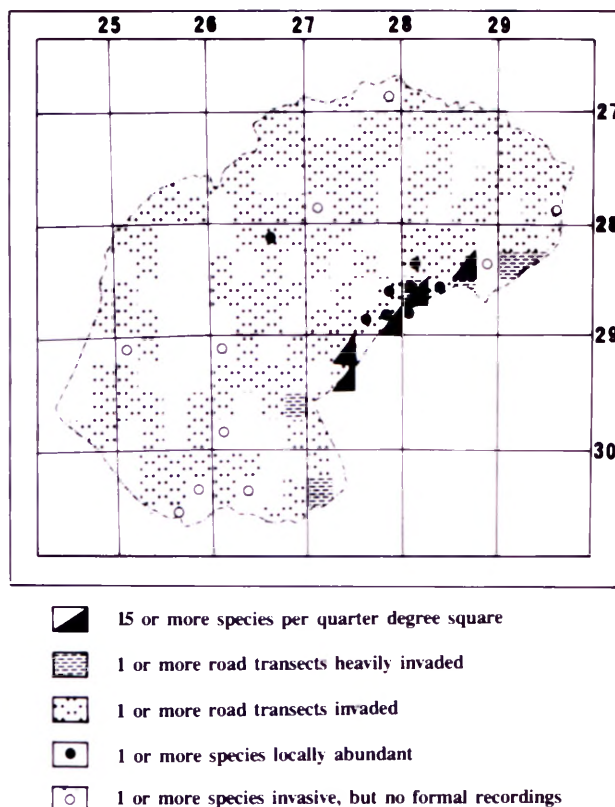 25 26 27 28 29
27
28
29
30
15 or more species per quarter degree square
1 or more road transects heavily invaded
1 or more road transects invaded
1 or more species locally abundant
1 or more species invasive, but no formal recordings